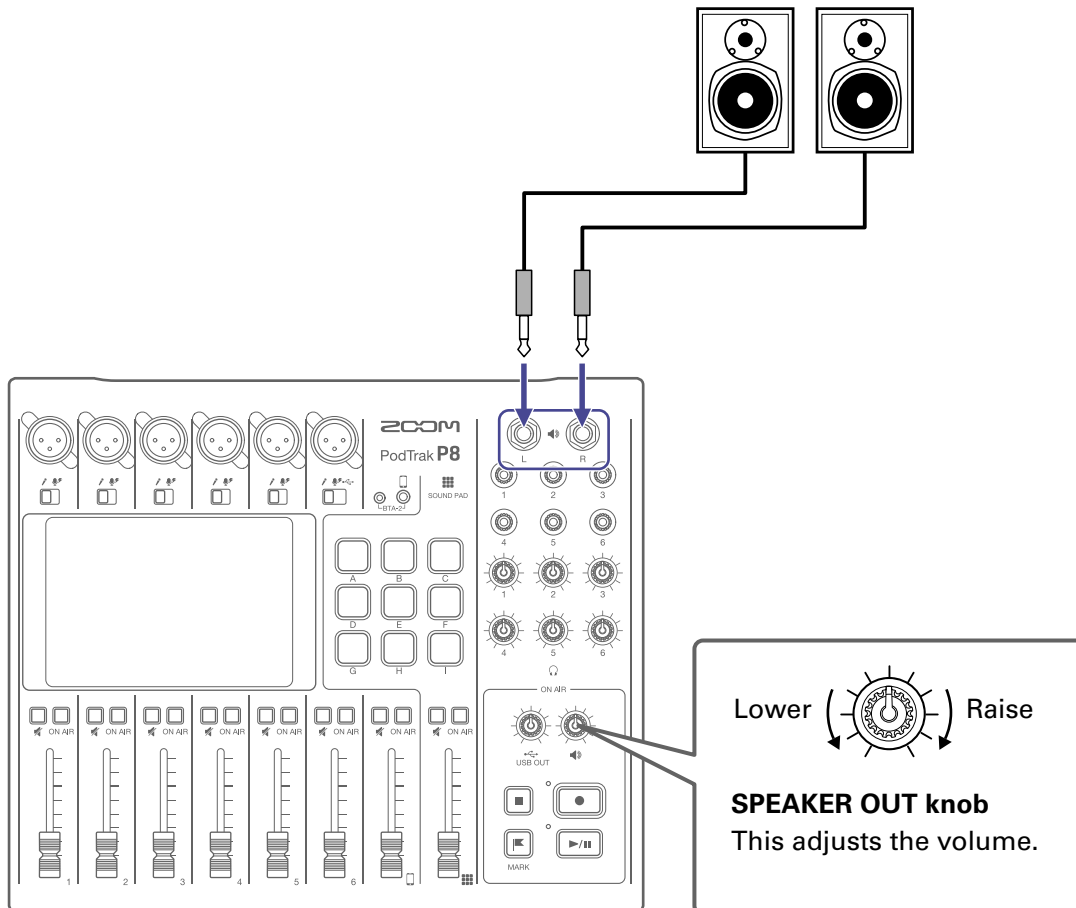 ZOOM
PodTrak P8
L R
SOUND PAD
BTA-2
1 2 3
4 5 6
A B C
D E F
G H I
1 2 3
4 5 6
ON AIR
ON AIR ON AIR ON AIR ON AIR ON AIR ON AIR ON AIR ON AIR
USB OUT
MARK
1 2 3 4 5 6
Lower Raise
SPEAKER OUT knob
This adjusts the volume.